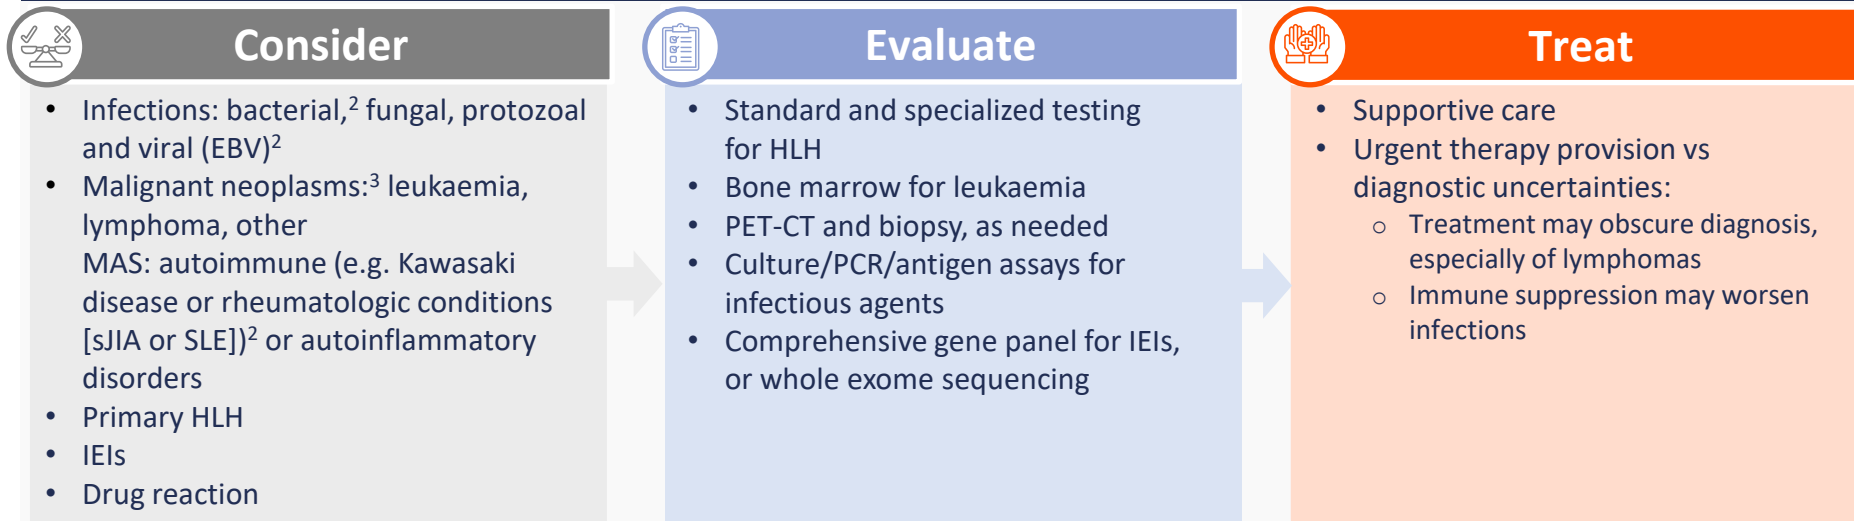 Consider
• Infections: bacterial,² fungal, protozoal
and viral (EBV)²
• Malignant neoplasms:³ leukaemia,
lymphoma, other
MAS: autoimmune (e.g. Kawasaki
disease or rheumatologic conditions
[sJIA or SLE])² or autoinflammatory
disorders
• Primary HLH
• IEIs
• Drug reaction
Evaluate
• Standard and specialized testing
for HLH
• Bone marrow for leukaemia
• PET-CT and biopsy, as needed
• Culture/PCR/antigen assays for
infectious agents
• Comprehensive gene panel for IEIs,
or whole exome sequencing
Treat
• Supportive care
• Urgent therapy provision vs
diagnostic uncertainties:
o Treatment may obscure diagnosis,
especially of lymphomas
o Immune suppression may worsen
infections